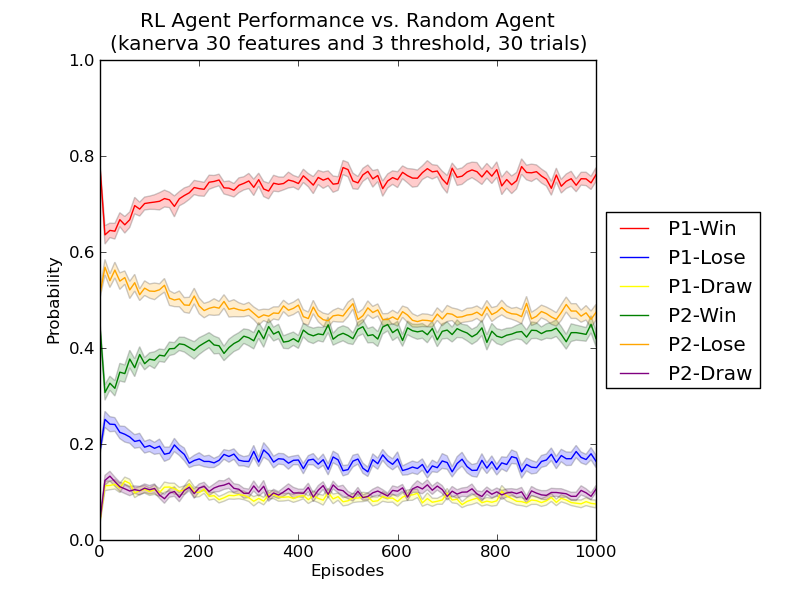 RL Agent Performance vs. Random Agent
(kanerva 30 features and 3 threshold, 30 trials)
1.0
0.8
0.6
0.4
0.2
0.0
Probability
0
200
400
600
800
1000
Episodes
P1-Win
P1-Lose
P1-Draw
P2-Win
P2-Lose
P2-Draw